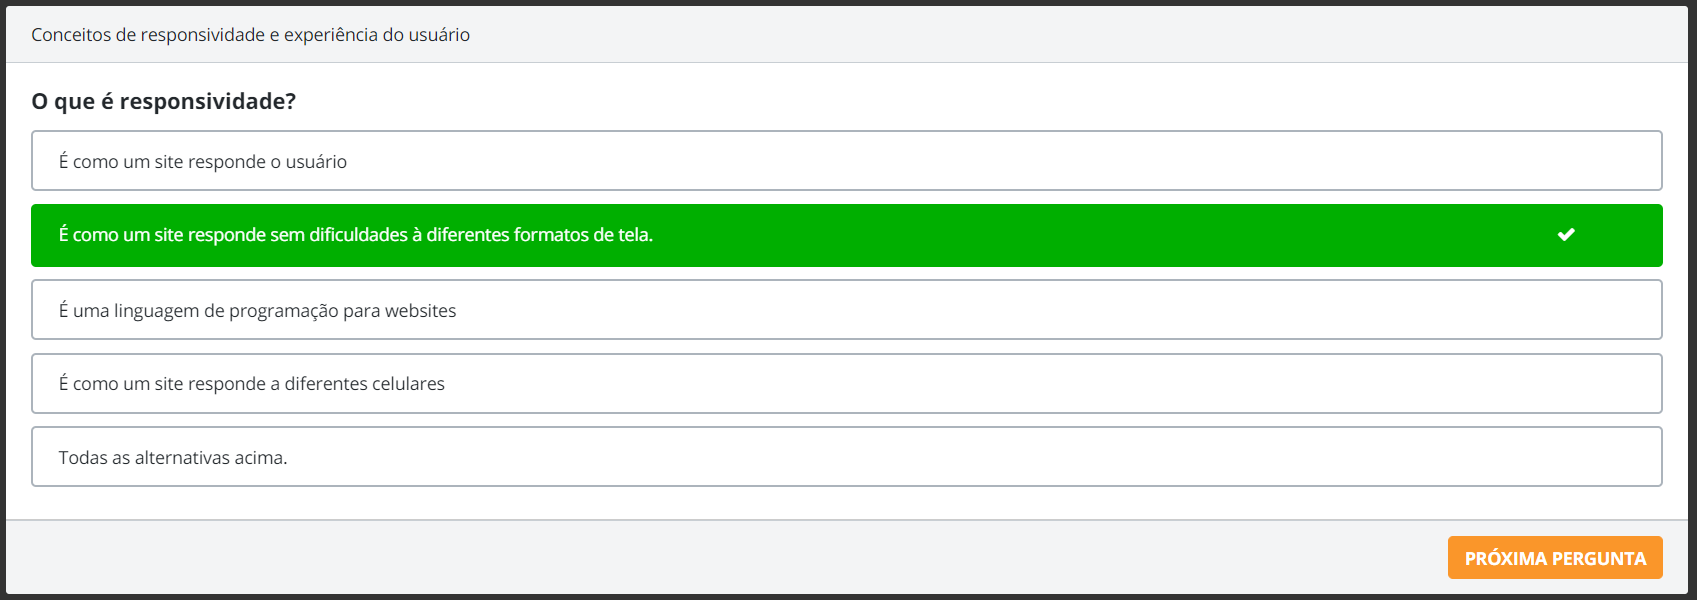 Conceitos de responsividade e experiência do usuário
O que é responsividade?
É como um site responde o usuário
É como um site responde sem dificuldades à diferentes formatos de tela.
É uma linguagem de programação para websites
É como um site responde a diferentes celulares
Todas as alternativas acima.
PRÓXIMA PERGUNTA